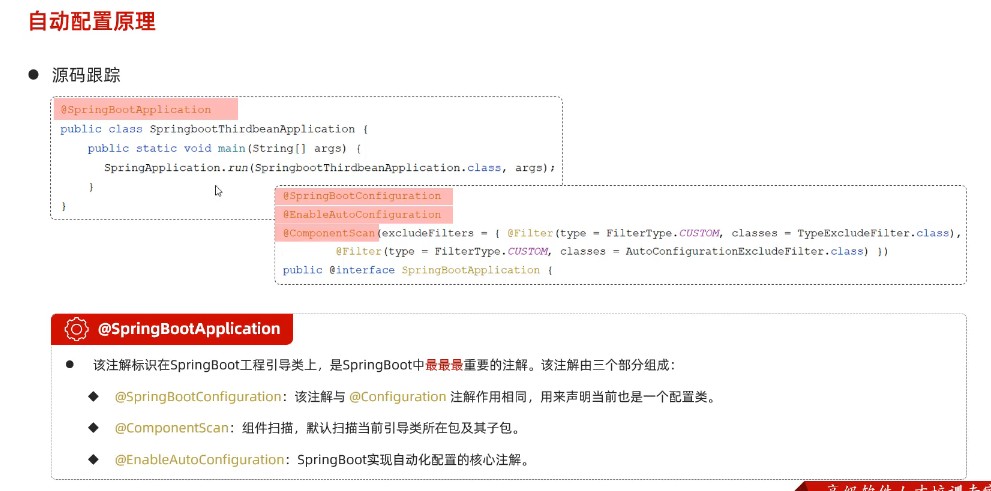 自动配置原理
源码跟踪
@SpringBootApplication
public class SpringbootThirdbeanApplication {
public static void main(String[] args) {
SpringApplication.run(SpringbootThirdbeanApplication.class, args);
}
}
@SpringBootConfiguration
@EnableAutoConfiguration
@ComponentScan(excludeFilters = { @Filter(type = FilterType.CUSTOM, classes = TypeExcludeFilter.class),
@Filter(type = FilterType.CUSTOM, classes = AutoConfigurationExcludeFilter.class) })
public @interface SpringBootApplication {
@SpringBootApplication
该注解标识在SpringBoot工程引导类上，是SpringBoot中最最最重要的注解。该注解由三个部分组成：
@SpringBootConfiguration：该注解与 @Configuration 注解作用相同，用来声明当前也是一个配置类。
@ComponentScan：组件扫描，默认扫描当前引导类所在包及其子包。
@EnableAutoConfiguration：SpringBoot实现自动化配置的核心注解。